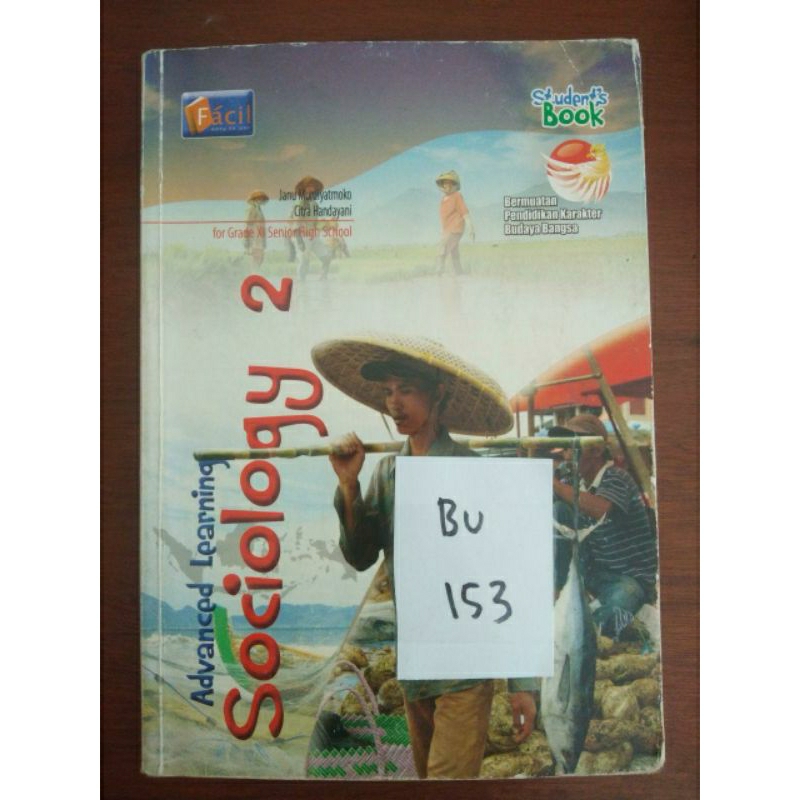 Fácil
Student's
Book
Janu Murdiyatmoko
Citra Handayani
for Grade XI Senior High School
Bermuatan
Pendidikan Karakter
Budaya Bangsa
Advanced Learning
Sociology 2
BU
153